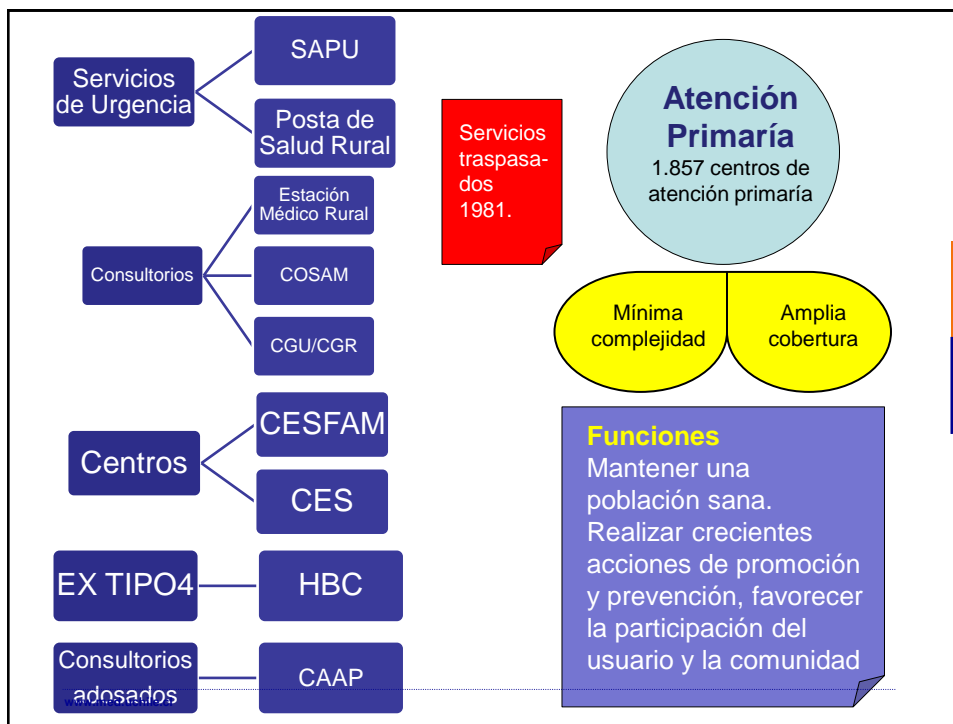 Servicios
de Urgencia
SAPU
Posta de
Salud Rural
Consultorios
Estación
Médico Rural
COSAM
CGU/CGR
Centros
CESFAM
CES
EX TIPO4
HBC
Consultorios
adosados
CAAP
Servicios
traspasa-
dos
1981.
Atención
Primaría
1.857 centros de
atención primaría
Mínima
complejidad
Amplia
cobertura
Funciones
Mantener una
población sana.
Realizar crecientes
acciones de promoción
y prevención, favorecer
la participación del
usuario y la comunidad